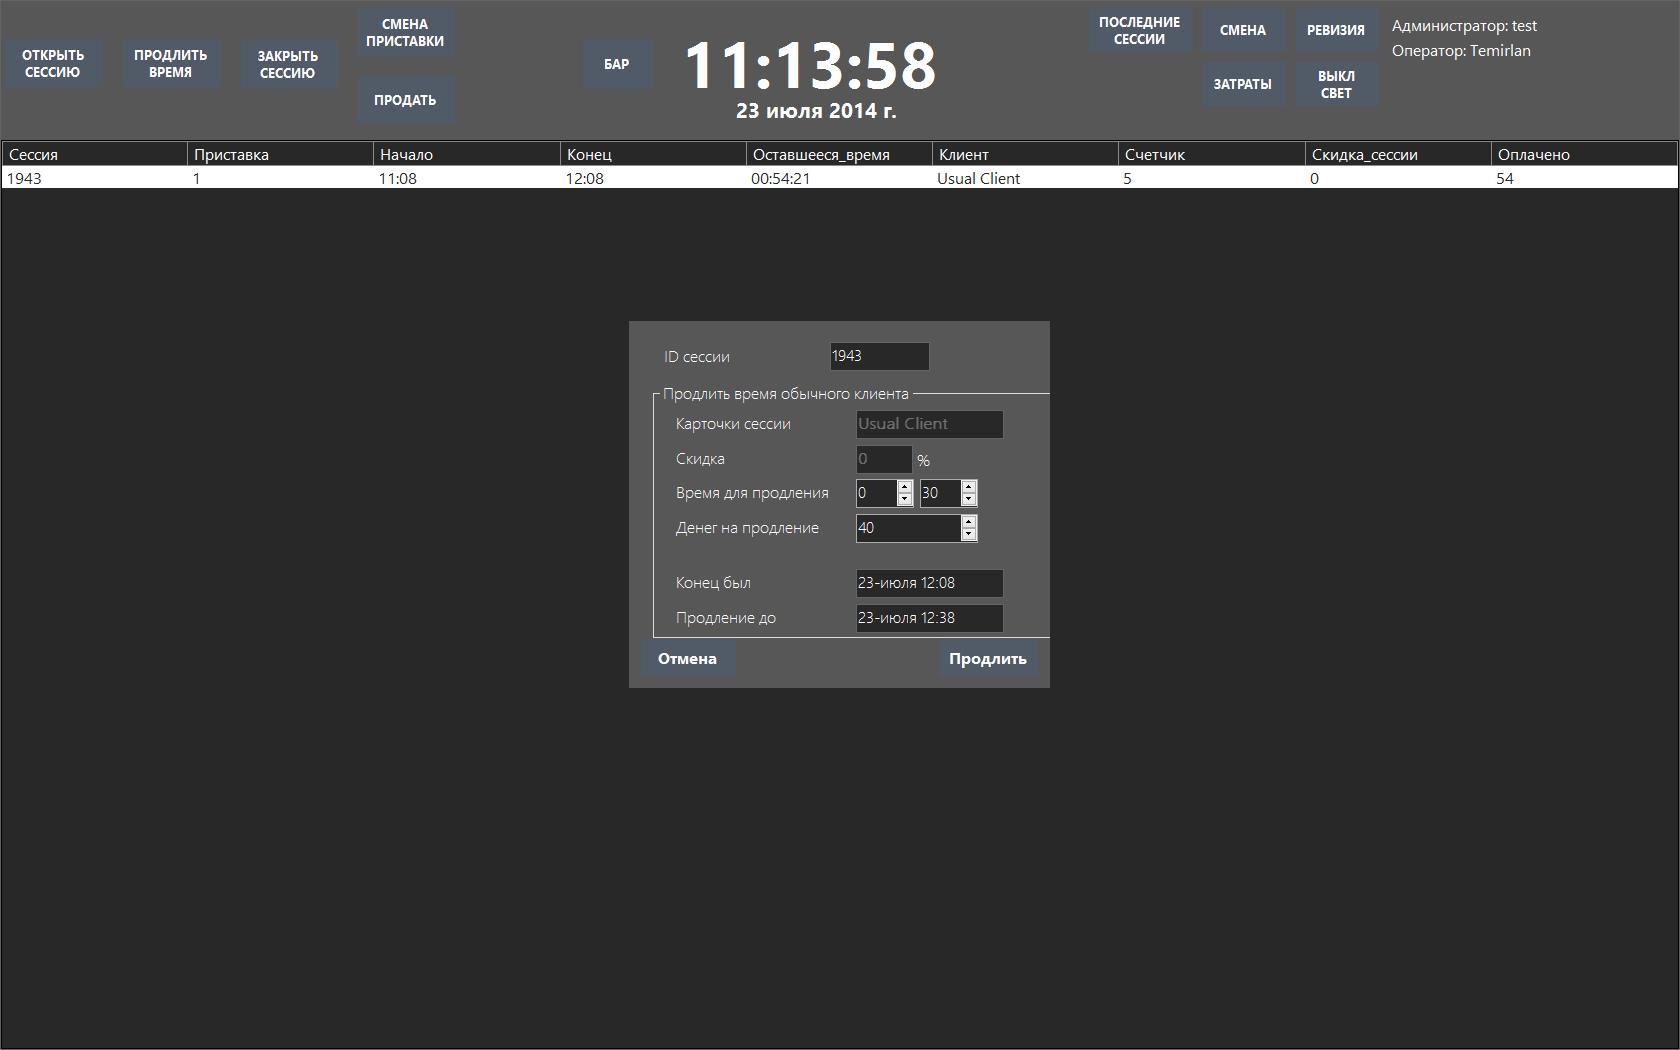 ОТКРЫТЬ
СЕССИЮ
ПРОДЛИТЬ
ВРЕМЯ
ЗАКРЫТЬ
СЕССИЮ
СМЕНА
ПРИСТАВКИ
ПРОДАТЬ
БАР
11:13:58
23 июля 2014 г.
ПОСЛЕДНИЕ
СЕССИИ
СМЕНА
РЕВИЗИЯ
ЗАТРАТЫ
ВЫКЛ
СВЕТ
Администратор: test
Оператор: Temirlan
Сессия Приставка Начало Конец Оставшееся_время Клиент Счетчик Скидка_сессии Оплачено
1943 1 11:08 12:08 00:54:21 Usual Client 5 0 54
ID сессии 1943
Продлить время обычного клиента
Карточки сессии Usual Client
Скидка 0 %
Время для продления 0 30
Денег на продление 40
Конец был 23-июля 12:08
Продление до 23-июля 12:38
Отмена Продлить